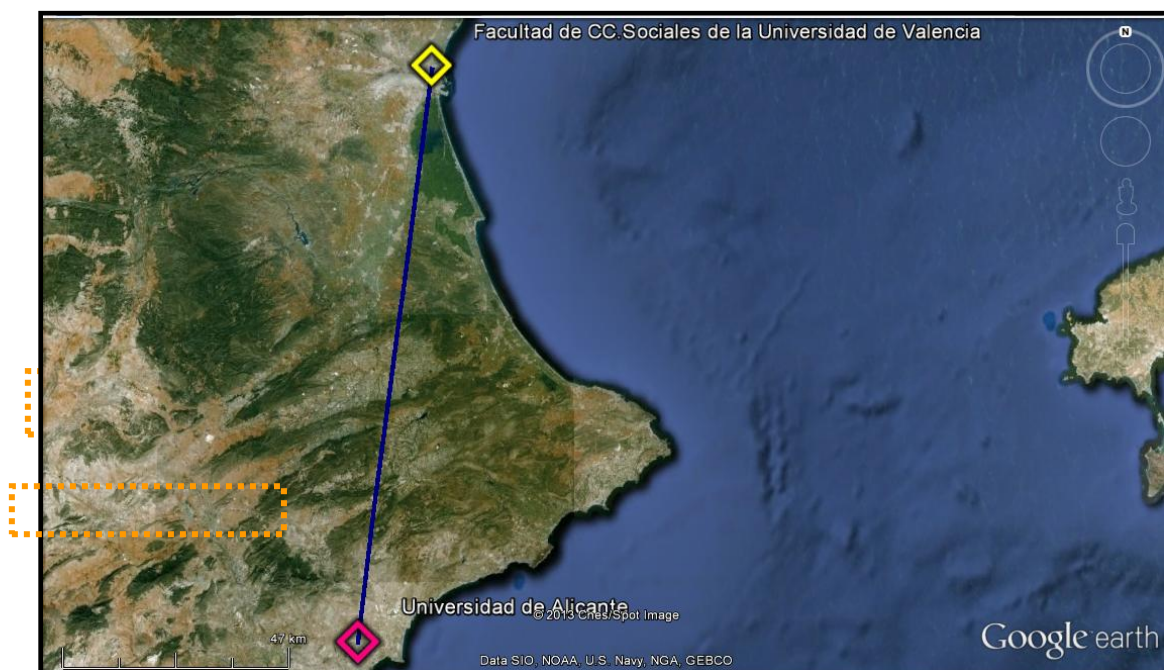 Facultad de CC.Sociales de la Universidad de Valencia
N
Universidad de Alicante
© 2013 Cnes/Spot Image
47 km
Google earth
Data SIO, NOAA, U.S. Navy, NGA, GEBCO